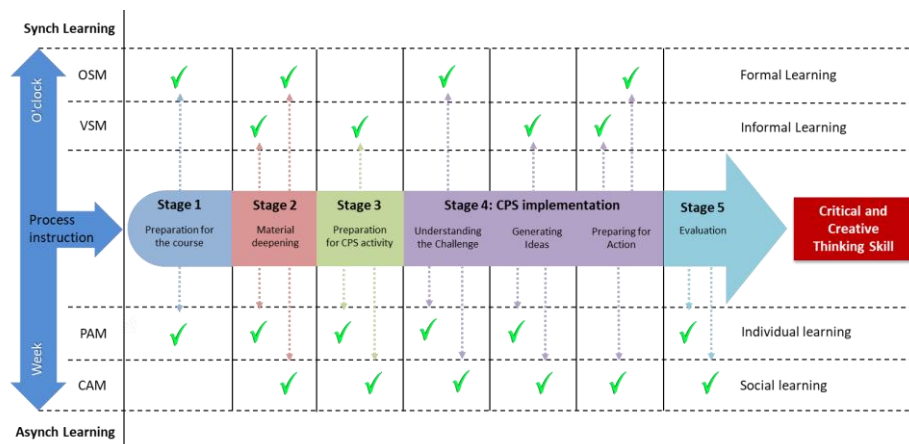 Synch Learning
O'clock
OSM
Formal Learning
VSM
Informal Learning
Process
instruction
Stage 1
Preparation for
the course
Stage 2
Material
deepening
Stage 3
Preparation
for CPS activity
Stage 4: CPS implementation
Understanding
the Challenge
Generating
Ideas
Preparing for
Action
Stage 5
Evaluation
Critical and
Creative
Thinking Skill
PAM
Individual learning
Week
CAM
Social learning
Asynch Learning